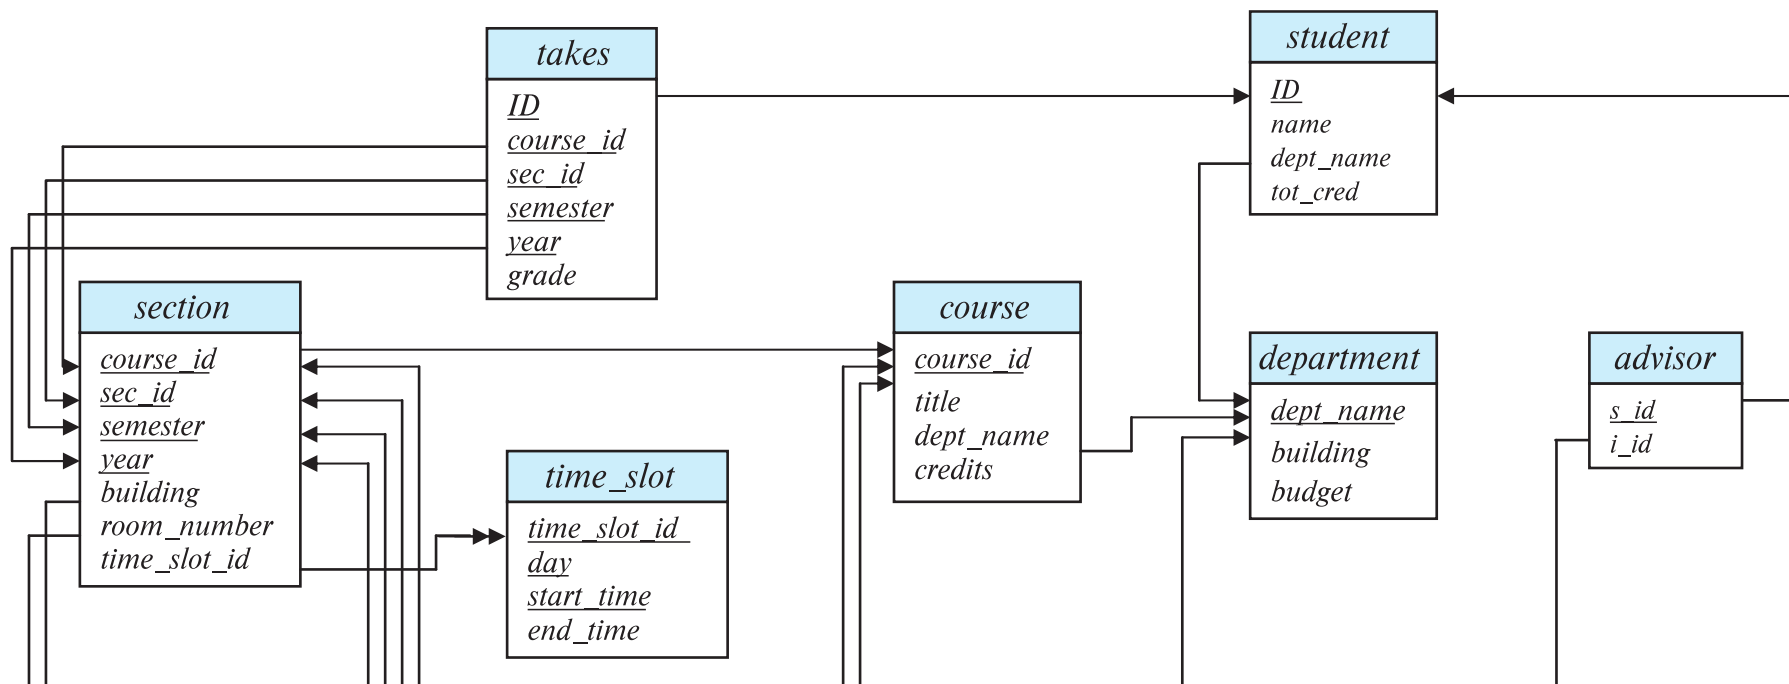 takes
ID
course_id
sec_id
semester
year
grade
student
ID
name
dept_name
tot_cred
section
course_id
sec_id
semester
year
building
room_number
time_slot_id
time_slot
time_slot_id
day
start_time
end_time
course
course_id
title
dept_name
credits
department
dept_name
building
budget
advisor
s_id
i_id